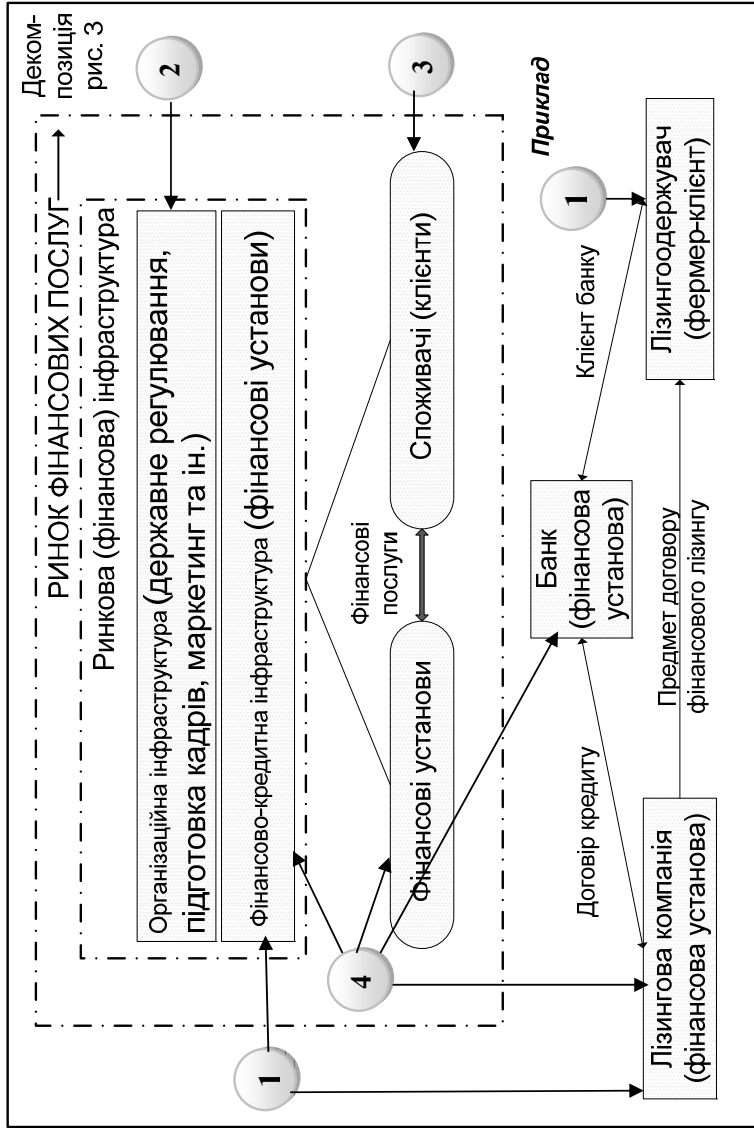 Деком-
позиція
рис. 3
РИНОК ФІНАНСОВИХ ПОСЛУГ
Ринкова (фінансова) інфраструктура
Організаційна інфраструктура (державне регулювання,
підготовка кадрів, маркетинг та ін.)
2
Фінансово-кредитна інфраструктура (фінансові установи)
1
4
Фінансові установи
Фінансові
послуги
Споживачі (клієнти)
3
Приклад
1
Договір кредиту
Банк
(фінансова
установа)
Клієнт банку
Лізингова компанія
(фінансова установа)
Предмет договору
фінансового лізингу
Лізингоодержувач
(фермер-клієнт)